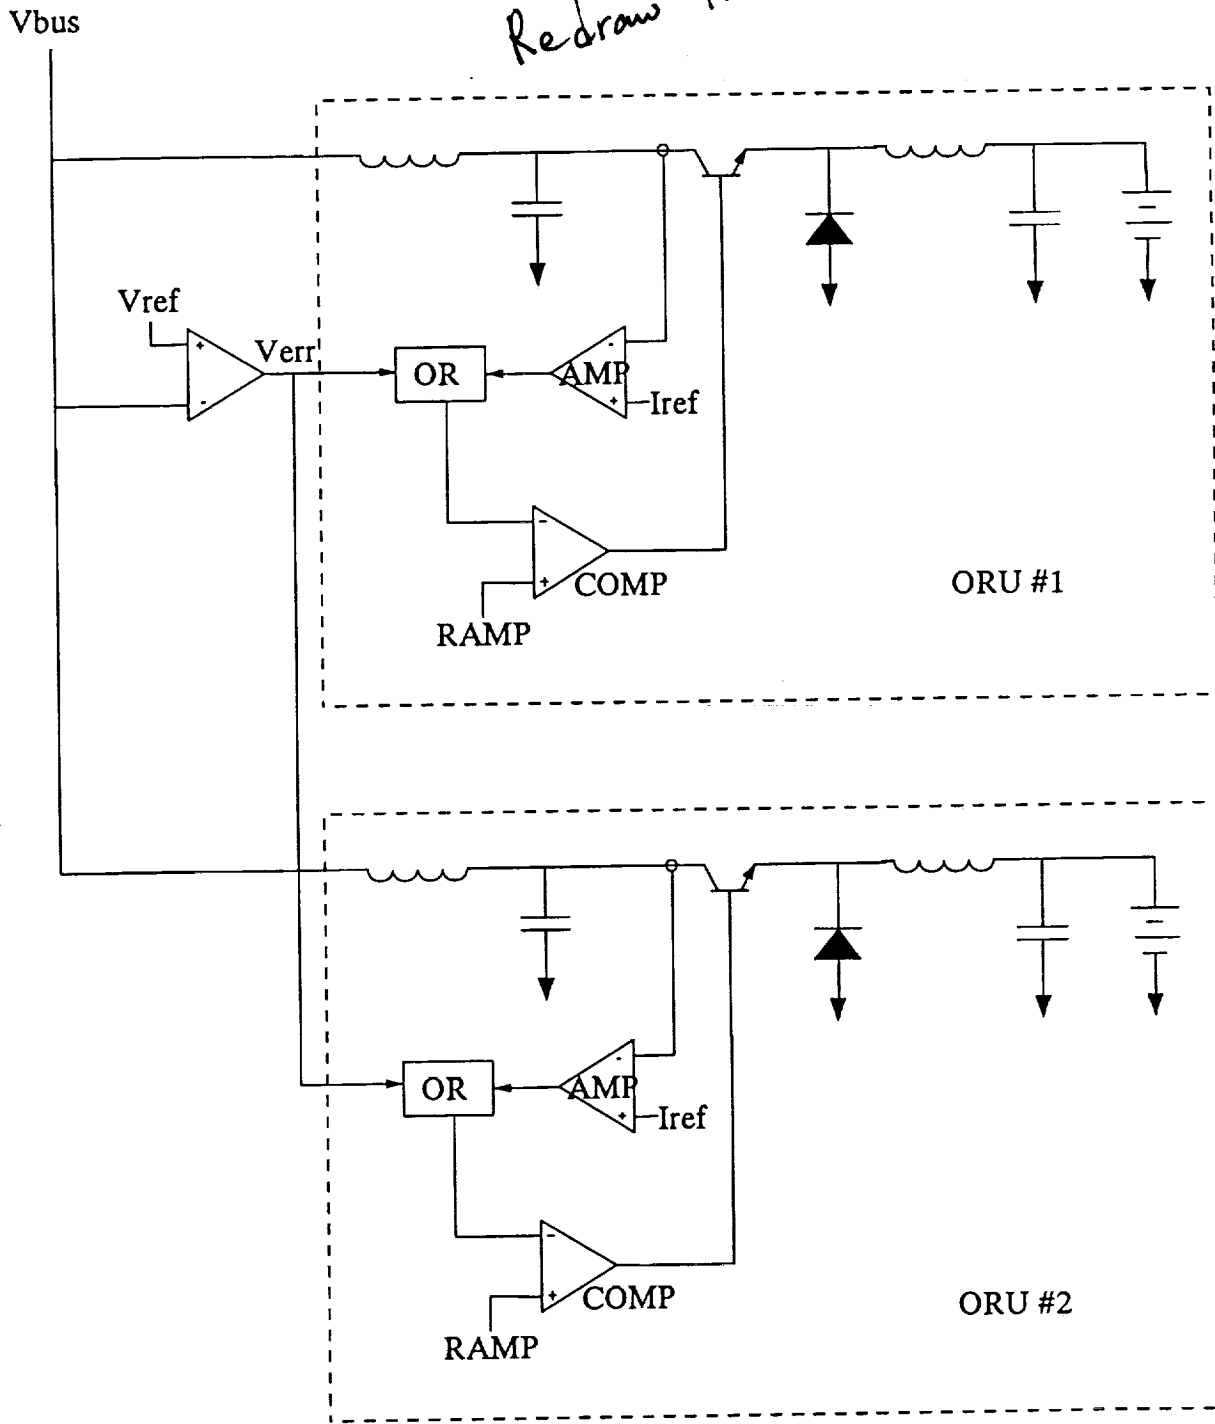 Vbus
Redraw
Vref
+
-
Verr
OR
AMP
-
+
Iref
-
+
COMP
RAMP
ORU #1
OR
AMP
-
+
Iref
-
+
COMP
RAMP
ORU #2